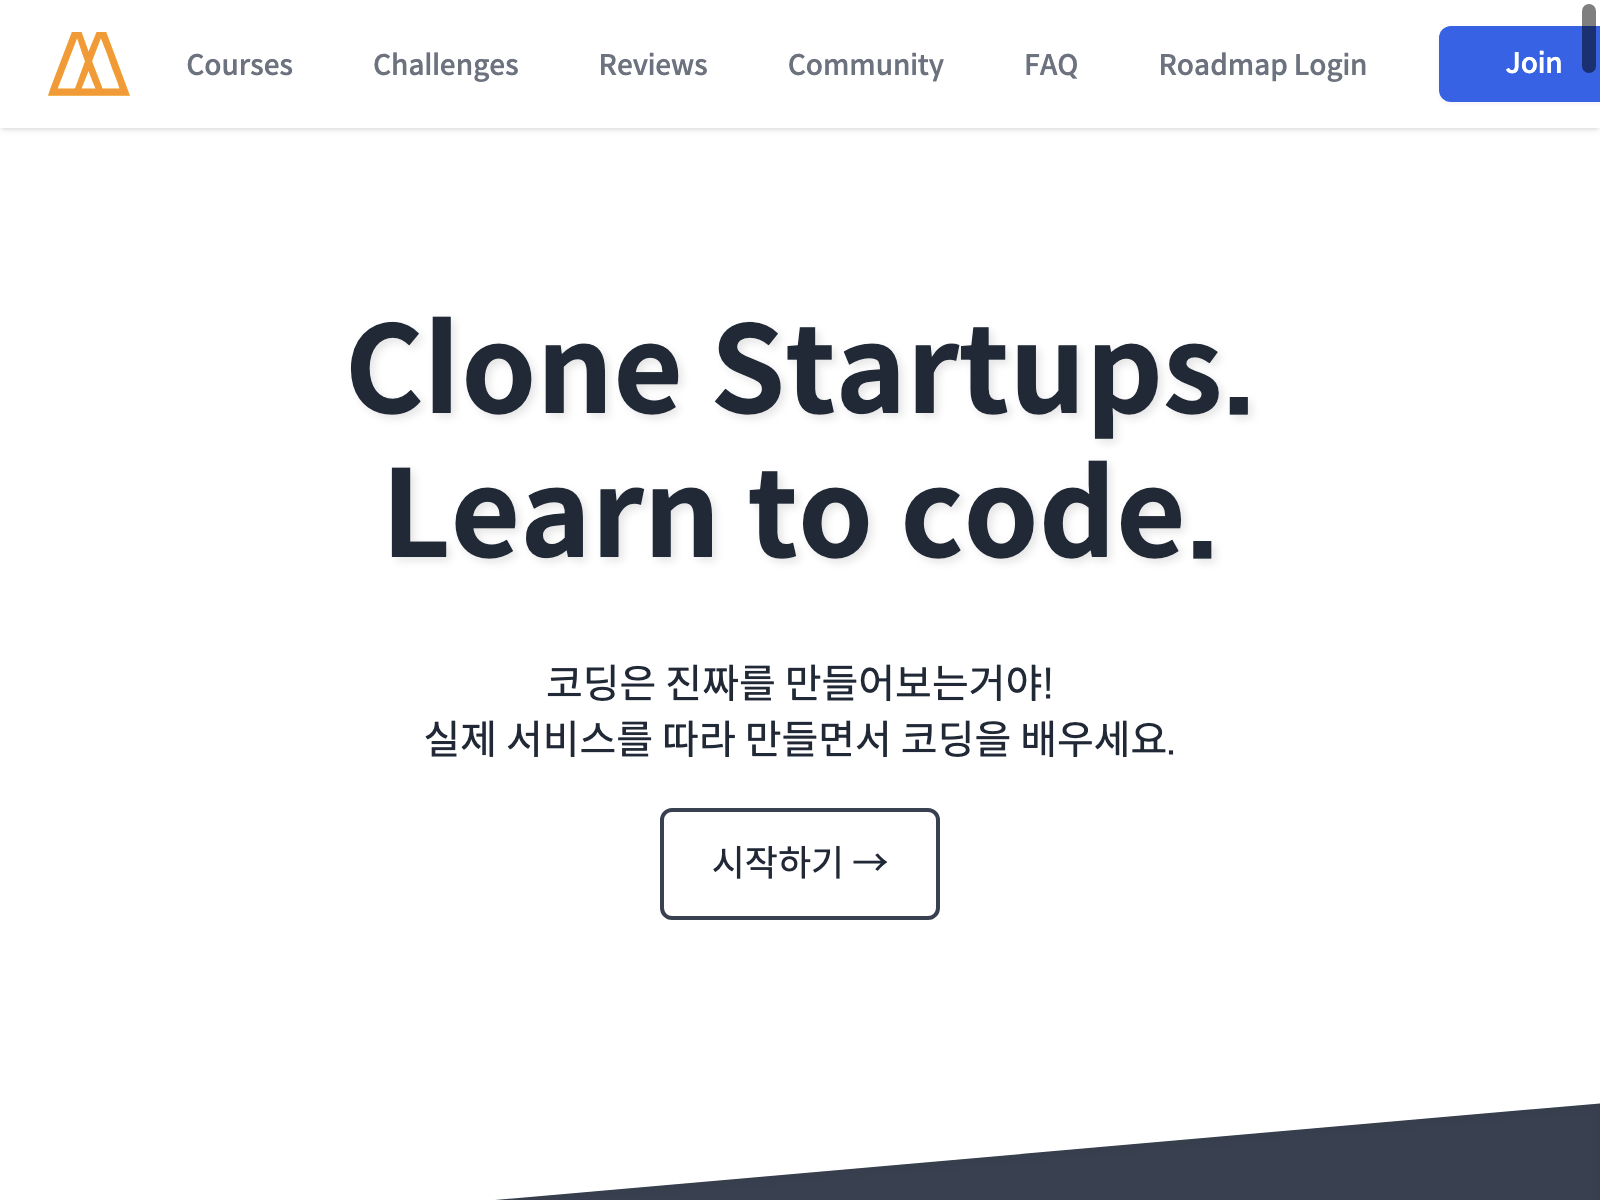 Courses Challenges Reviews Community FAQ Roadmap Login Join
Clone Startups.
Learn to code.
코딩은 진짜를 만들어보는거야!
실제 서비스를 따라 만들면서 코딩을 배우세요.
시작하기 →